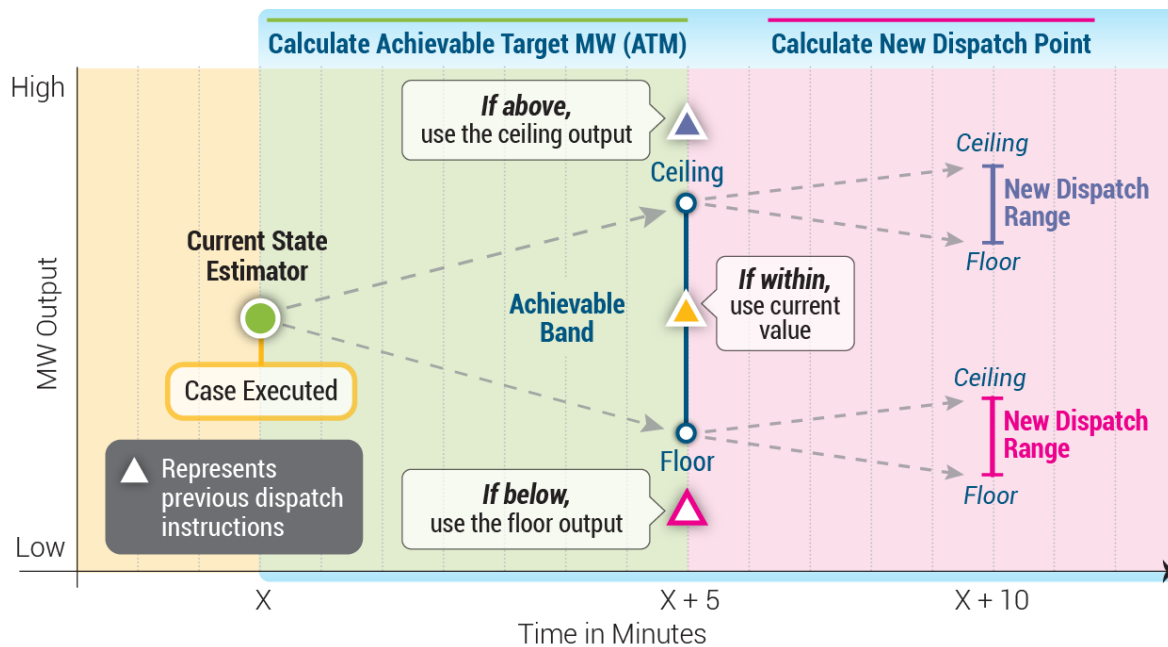 Calculate Achievable Target MW (ATM)
Calculate New Dispatch Point
High
MW Output
Low
If above,
use the ceiling output
Ceiling
Current State
Estimator
Case Executed
Achievable
Band
If within,
use current
value
Floor
If below,
use the floor output
Represents
previous dispatch
instructions
Ceiling
New Dispatch
Range
Floor
Ceiling
New Dispatch
Range
Floor
X
X + 5
X + 10
Time in Minutes